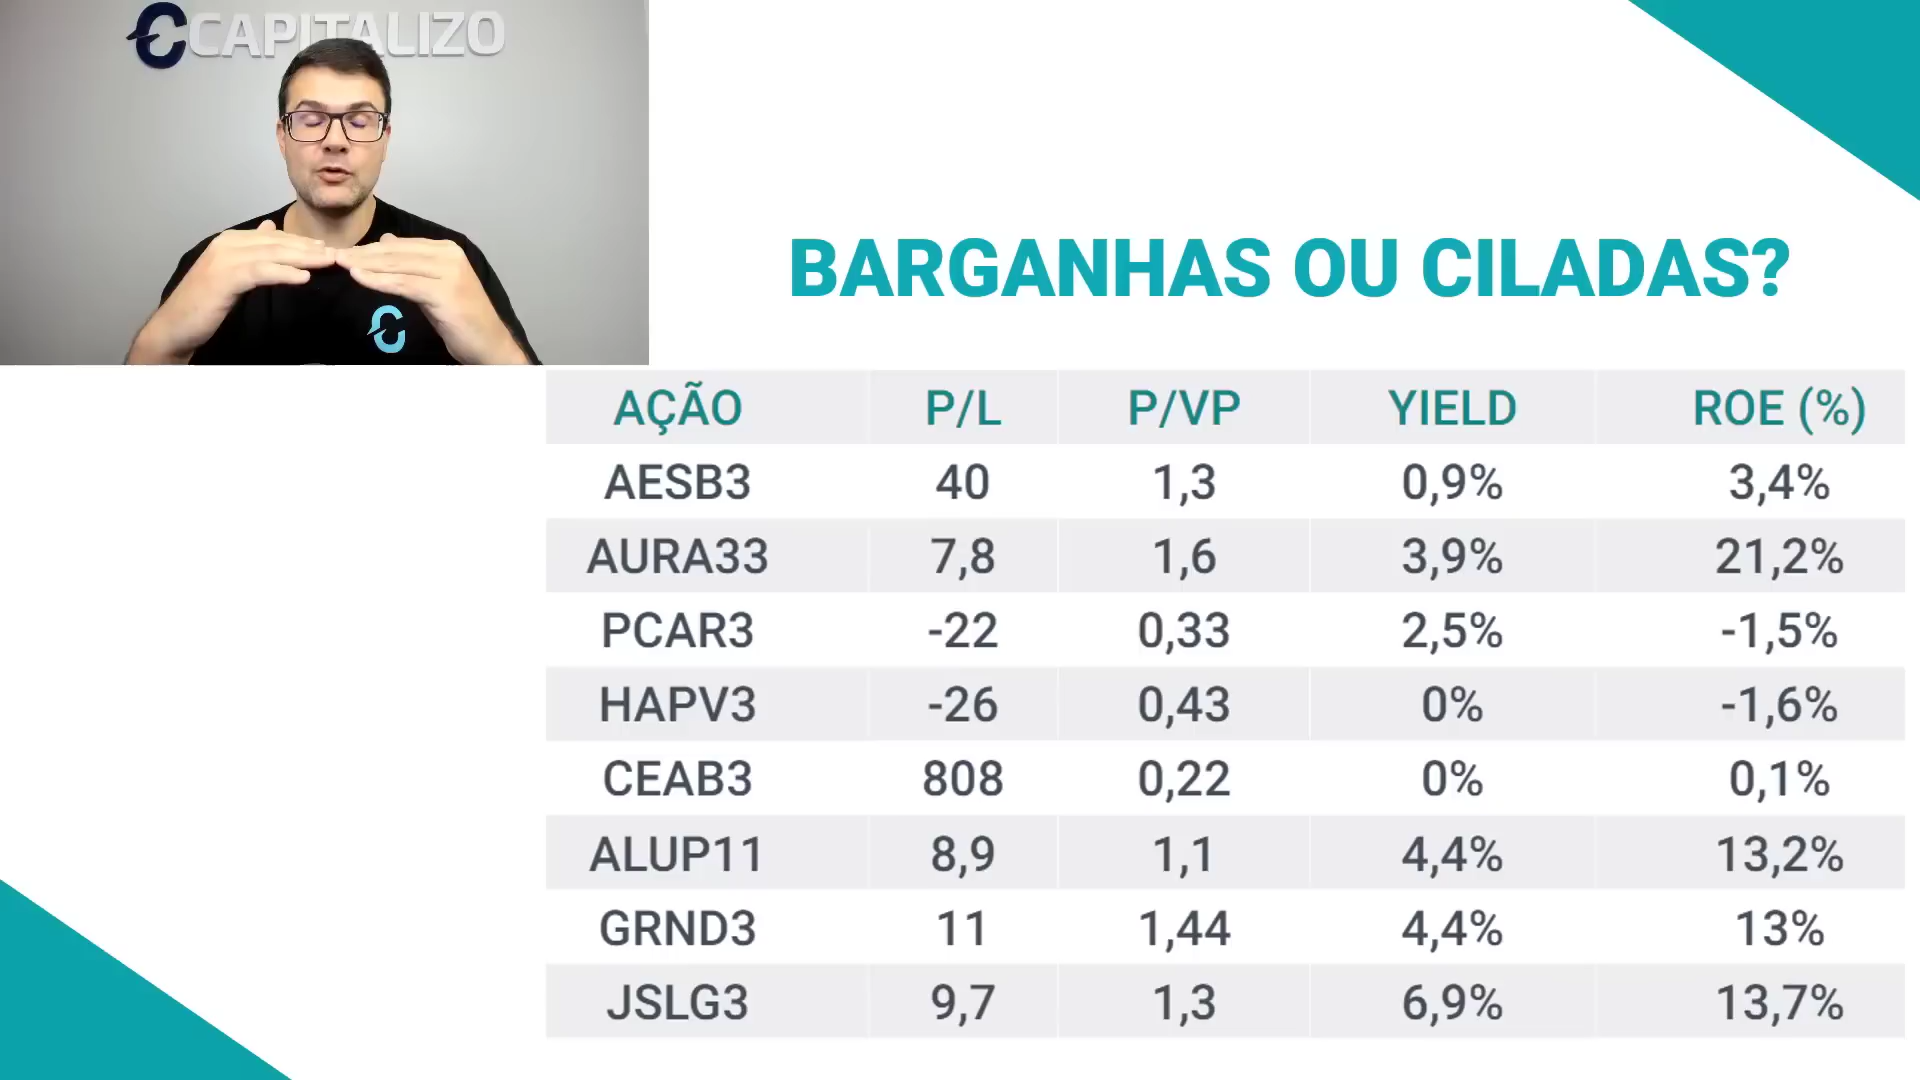 CAPITALIZO
BARGANHAS OU CILADAS?
AÇÃO P/L P/VP YIELD ROE (%)
AESB3 40 1,3 0,9% 3,4%
AURA33 7,8 1,6 3,9% 21,2%
PCAR3 -22 0,33 2,5% -1,5%
HAPV3 -26 0,43 0% -1,6%
CEAB3 808 0,22 0% 0,1%
ALUP11 8,9 1,1 4,4% 13,2%
GRND3 11 1,44 4,4% 13%
JSLG3 9,7 1,3 6,9% 13,7%